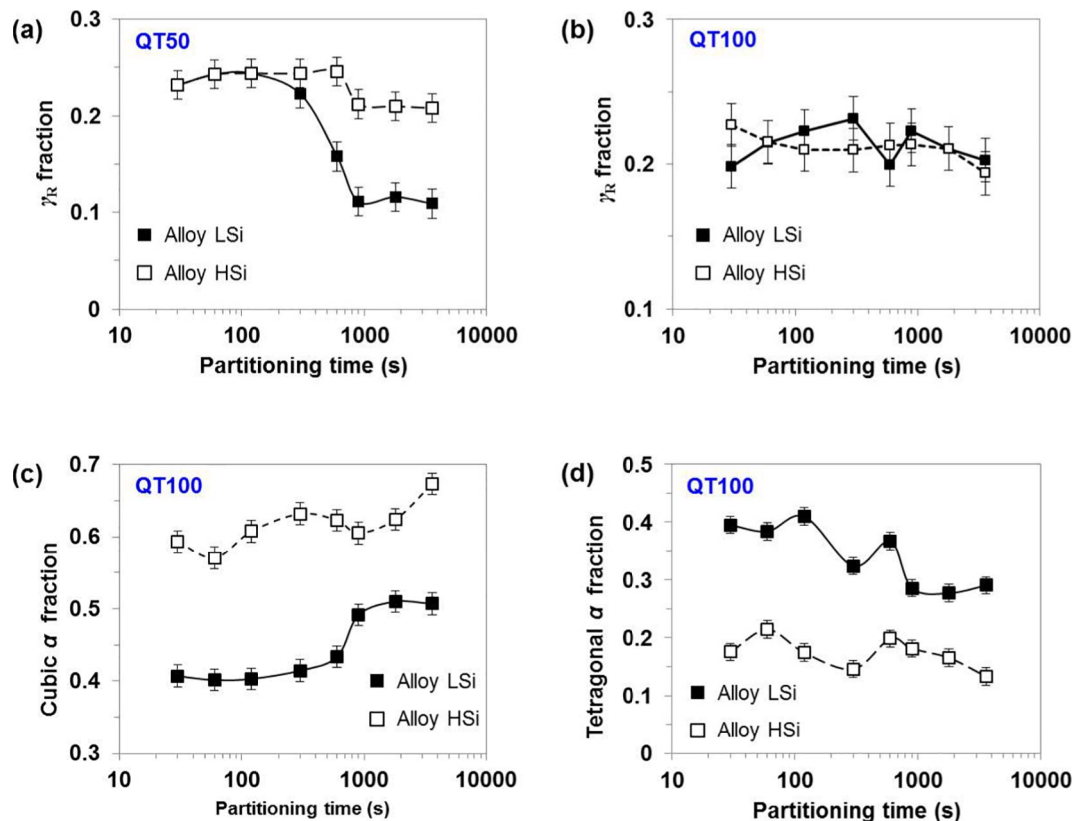 (a)
QT50
0.3
0.2
0.1
0
γR fraction
Alloy LSi
Alloy HSi
10 100 1000 10000
Partitioning time (s)
(b)
QT100
0.3
0.2
0.1
γR fraction
Alloy LSi
Alloy HSi
10 100 1000 10000
Partitioning time (s)
(c)
QT100
0.7
0.6
0.5
0.4
0.3
Cubic α fraction
Alloy LSi
Alloy HSi
10 100 1000 10000
Partitioning time (s)
(d)
QT100
0.5
0.4
0.3
0.2
0.1
0
Tetragonal α fraction
Alloy LSi
Alloy HSi
10 100 1000 10000
Partitioning time (s)